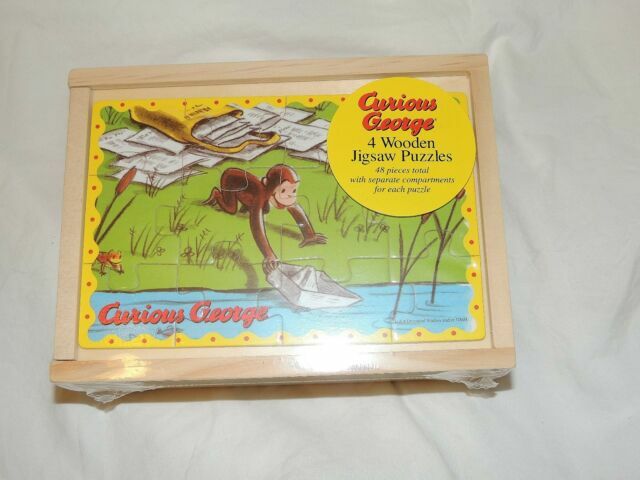 Curious
George
4 Wooden
Jigsaw Puzzles
48 pieces total
with separate compartments
for each puzzle
Curious George